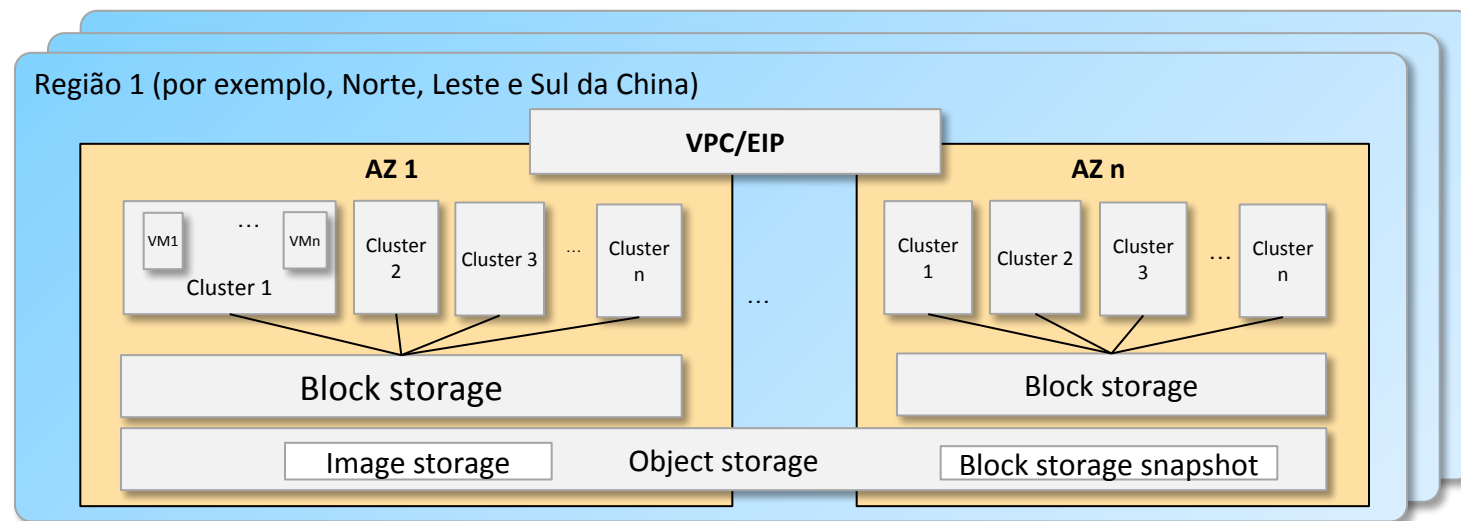 Região 1 (por exemplo, Norte, Leste e Sul da China)
VPC/EIP
AZ 1
AZ n
VM1
...
VMn
Cluster 1
Cluster
2
Cluster 3
...
Cluster
n
...
Cluster
1
Cluster 2
Cluster
3
...
Cluster
n
Block storage
Block storage
Image storage
Object storage
Block storage snapshot